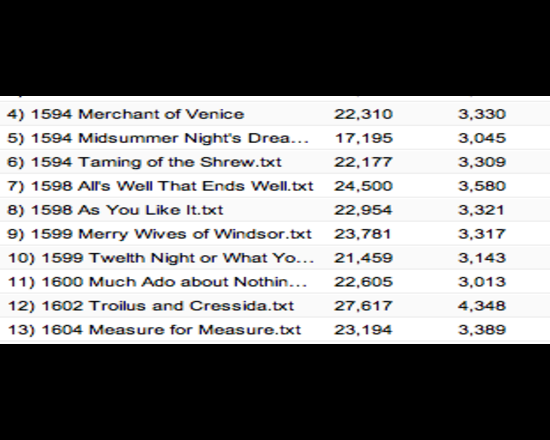 4) 1594 Merchant of Venice 22,310 3,330
5) 1594 Midsummer Night's Drea... 17,195 3,045
6) 1594 Taming of the Shrew.txt 22,177 3,309
7) 1598 All's Well That Ends Well.txt 24,500 3,580
8) 1598 As You Like It.txt 22,954 3,321
9) 1599 Merry Wives of Windsor.txt 23,781 3,317
10) 1599 Twelth Night or What Yo... 21,459 3,143
11) 1600 Much Ado about Nothin... 22,605 3,013
12) 1602 Troilus and Cressida.txt 27,617 4,348
13) 1604 Measure for Measure.txt 23,194 3,389